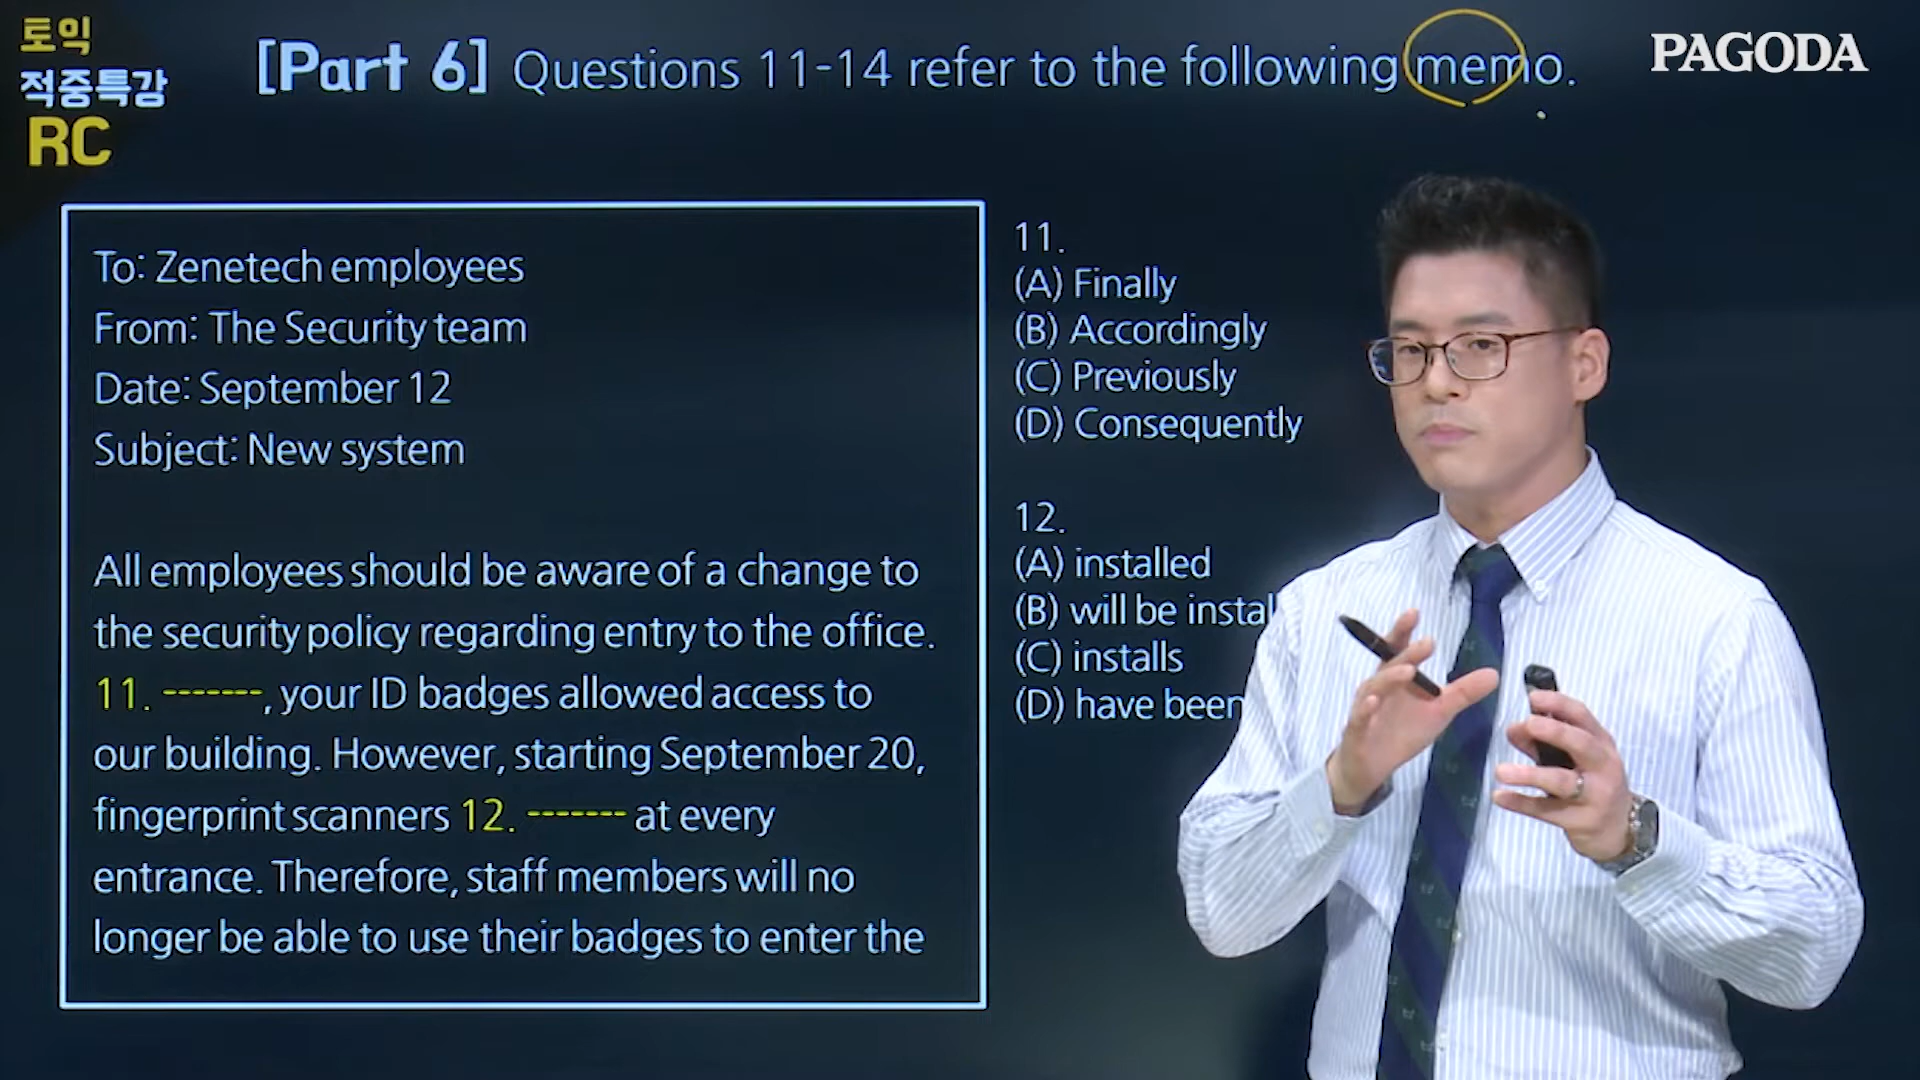 토익
적중특강
RC
[Part 6] Questions 11-14 refer to the following memo.
PAGODA
To: Zenetech employees
From: The Security team
Date: September 12
Subject: New system
All employees should be aware of a change to
the security policy regarding entry to the office.
11. -------, your ID badges allowed access to
our building. However, starting September 20,
fingerprint scanners 12. ------- at every
entrance. Therefore, staff members will no
longer be able to use their badges to enter the
11.
(A) Finally
(B) Accordingly
(C) Previously
(D) Consequently
12.
(A) installed
(B) will be
(C) installs
(D) have been